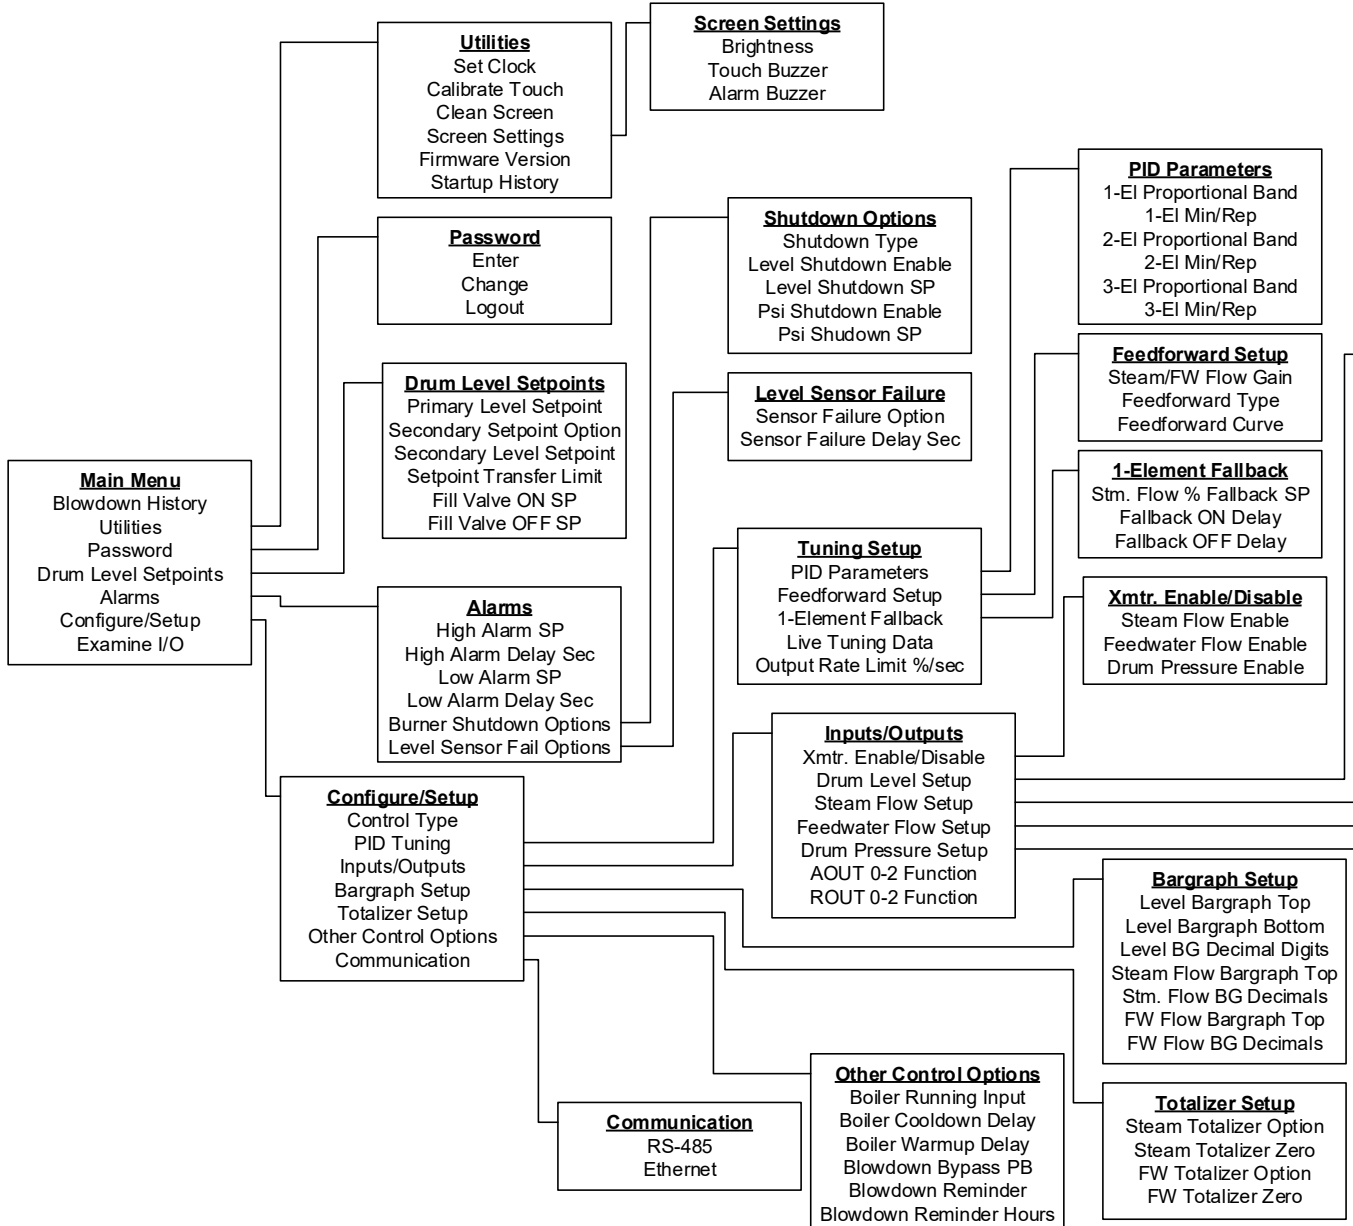 Screen Settings
Brightness
Touch Buzzer
Alarm Buzzer
Utilities
Set Clock
Calibrate Touch
Clean Screen
Screen Settings
Firmware Version
Startup History
PID Parameters
1-El Proportional Band
1-El Min/Rep
2-El Proportional Band
2-El Min/Rep
3-El Proportional Band
3-El Min/Rep
Shutdown Options
Shutdown Type
Level Shutdown Enable
Level Shutdown SP
Psi Shutdown Enable
Psi Shudown SP
Password
Enter
Change
Logout
Feedforward Setup
Steam/FW Flow Gain
Feedforward Type
Feedforward Curve
Drum Level Setpoints
Primary Level Setpoint
Secondary Setpoint Option
Secondary Level Setpoint
Setpoint Transfer Limit
Fill Valve ON SP
Fill Valve OFF SP
Level Sensor Failure
Sensor Failure Option
Sensor Failure Delay Sec
Main Menu
Blowdown History
Utilities
Password
Drum Level Setpoints
Alarms
Configure/Setup
Examine I/O
1-Element Fallback
Stm. Flow % Fallback SP
Fallback ON Delay
Fallback OFF Delay
Tuning Setup
PID Parameters
Feedforward Setup
1-Element Fallback
Live Tuning Data
Output Rate Limit %/sec
Xmtr. Enable/Disable
Steam Flow Enable
Feedwater Flow Enable
Drum Pressure Enable
Alarms
High Alarm SP
High Alarm Delay Sec
Low Alarm SP
Low Alarm Delay Sec
Burner Shutdown Options
Level Sensor Fail Options
Inputs/Outputs
Xmtr. Enable/Disable
Drum Level Setup
Steam Flow Setup
Feedwater Flow Setup
Drum Pressure Setup
AOUT 0-2 Function
ROUT 0-2 Function
Configure/Setup
Control Type
PID Tuning
Inputs/Outputs
Bargraph Setup
Totalizer Setup
Other Control Options
Communication
Bargraph Setup
Level Bargraph Top
Level Bargraph Bottom
Level BG Decimal Digits
Steam Flow Bargraph Top
Stm. Flow BG Decimals
FW Flow Bargraph Top
FW Flow BG Decimals
Other Control Options
Boiler Running Input
Boiler Cooldown Delay
Boiler Warmup Delay
Blowdown Bypass PB
Blowdown Reminder
Blowdown Reminder Hours
Communication
RS-485
Ethernet
Totalizer Setup
Steam Totalizer Option
Steam Totalizer Zero
FW Totalizer Option
FW Totalizer Zero